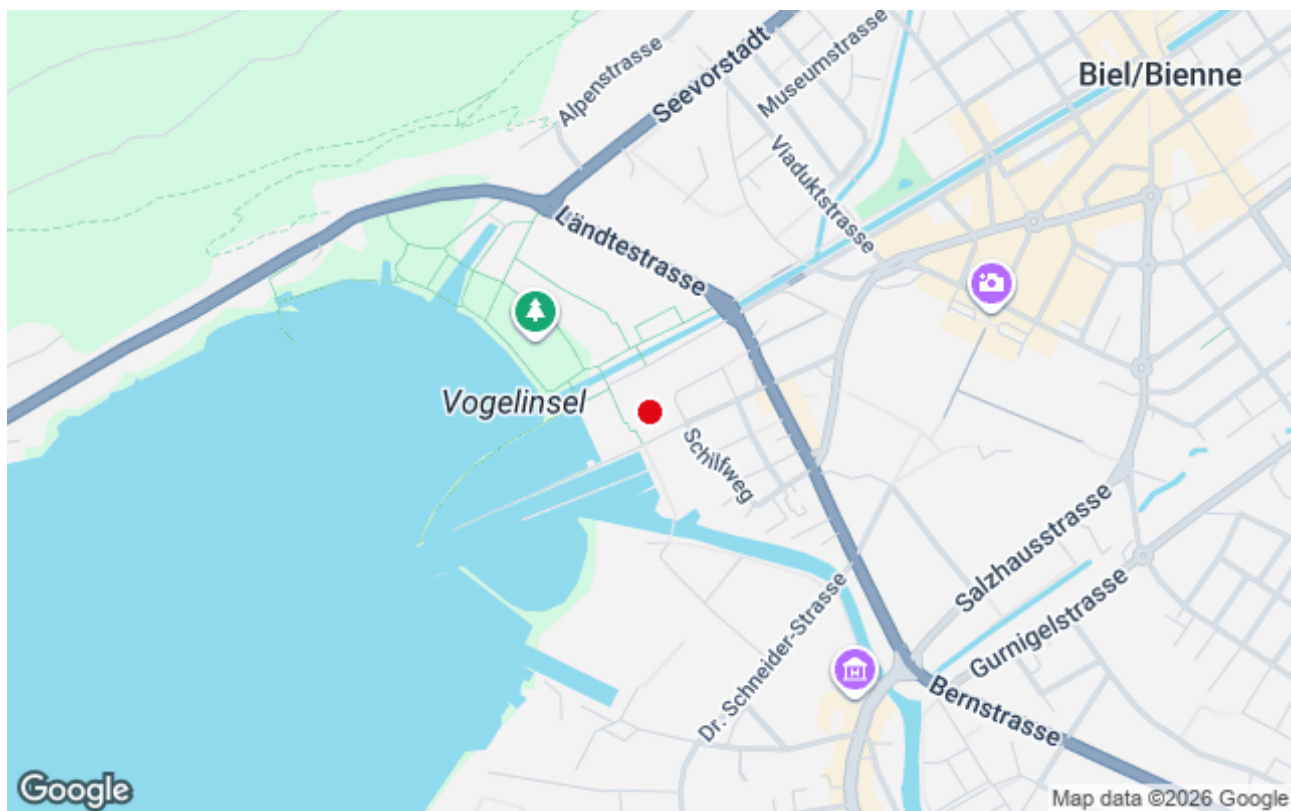 Biel/Bienne
Alpenstrasse
Seevorstadt
Museumstrasse
Viaduktstrasse
Ländtestrasse
Vogelinsel
Schilfweg
Salzhausstrasse
Gurnigelstrasse
Dr. Schneider-Strasse
Bernstrasse
Google
Map data ©2026 Google